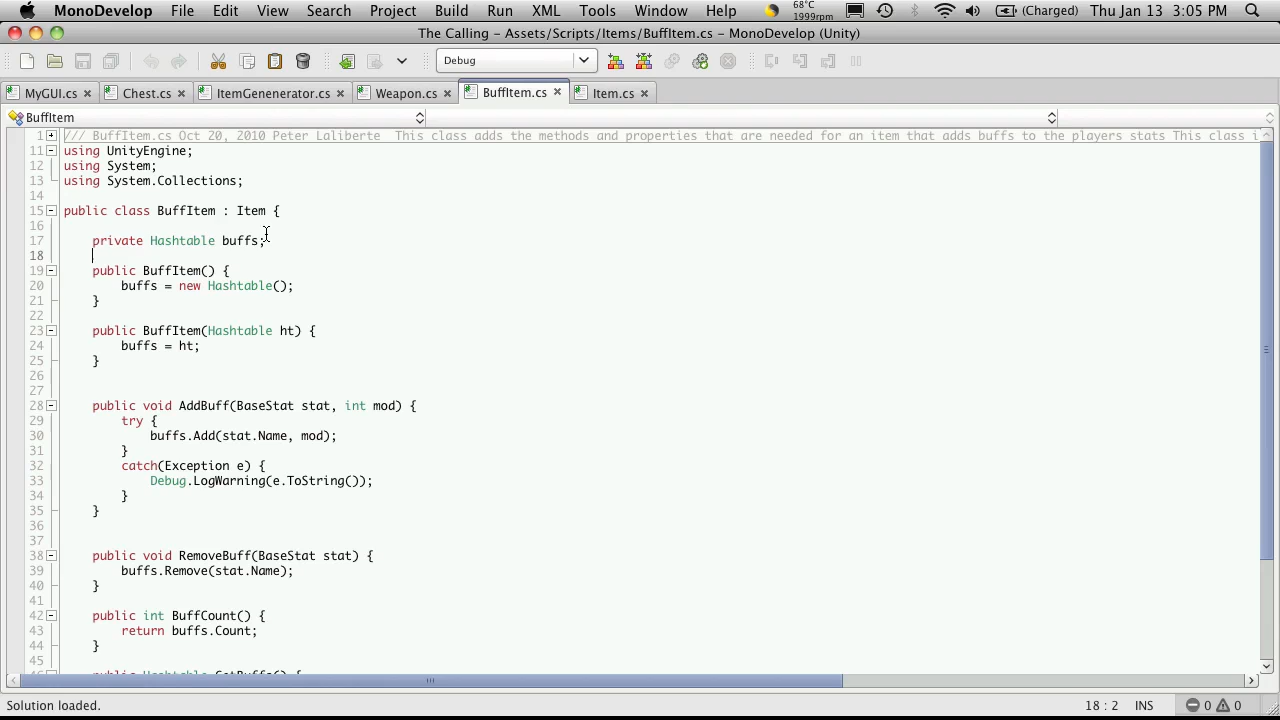 MonoDevelop File Edit View Search Project Build Run XML Tools Window Help 68°C 1999rpm (Charged) Thu Jan 13 3:05 PM
The Calling – Assets/Scripts/Items/BuffItem.cs – MonoDevelop (Unity)
Debug
MyGUI.cs Chest.cs ItemGenenerator.cs Weapon.cs BuffItem.cs Item.cs
BuffItem
1 /// BuffItem.cs Oct 20, 2010 Peter Laliberte This class adds the methods and properties that are needed for an item that adds buffs to the players stats This class i
11 using UnityEngine;
12 using System;
13 using System.Collections;
14
15 public class BuffItem : Item {
16
17 private Hashtable buffs;
18
19 public BuffItem() {
20 buffs = new Hashtable();
21 }
22
23 public BuffItem(Hashtable ht) {
24 buffs = ht;
25 }
26
27
28 public void AddBuff(BaseStat stat, int mod) {
29 try {
30 buffs.Add(stat.Name, mod);
31 }
32 catch(Exception e) {
33 Debug.LogWarning(e.ToString());
34 }
35 }
36
37
38 public void RemoveBuff(BaseStat stat) {
39 buffs.Remove(stat.Name);
40 }
41
42 public int BuffCount() {
43 return buffs.Count;
44 }
45
46 public Hashtable GetBuffs() {
Solution loaded. 18 : 2 INS 0 0